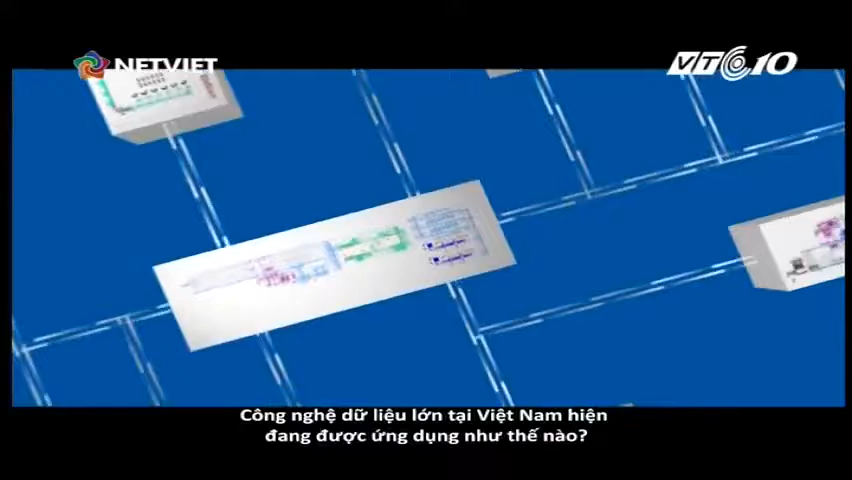 NETVIET
VTC10
Công nghệ dữ liệu lớn tại Việt Nam hiện
đang được ứng dụng như thế nào?